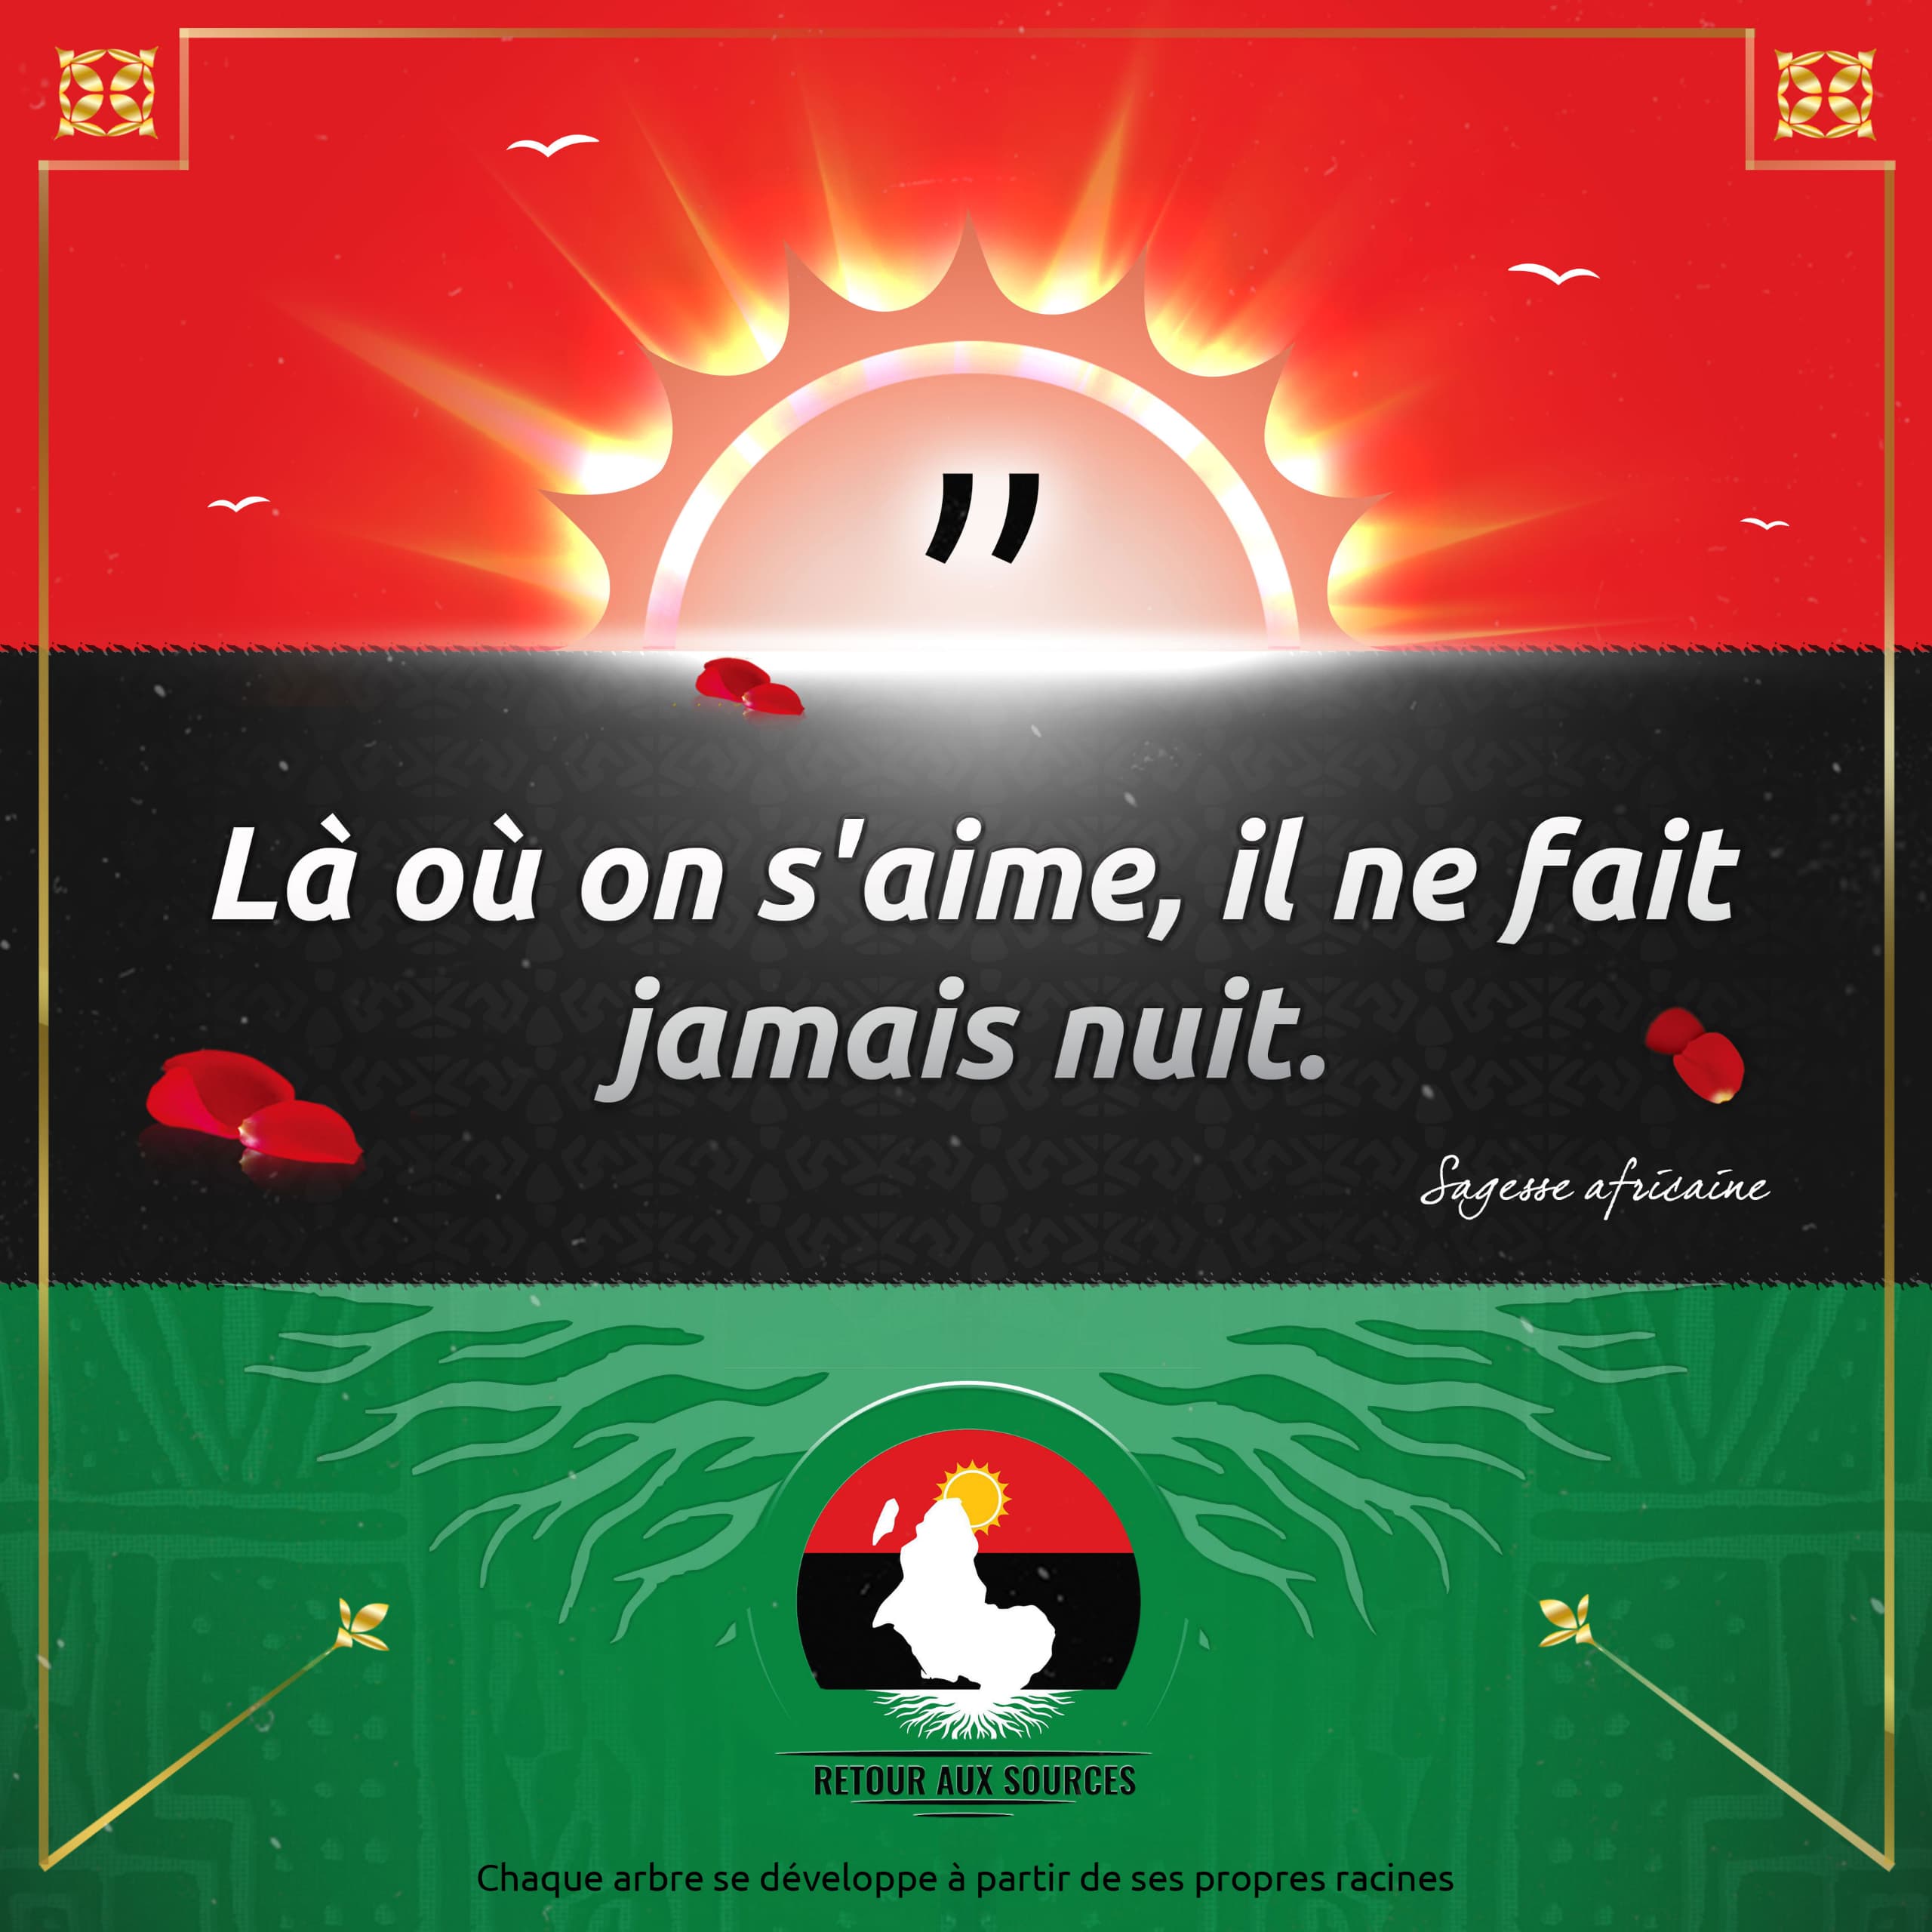 ”
Là où on s'aime, il ne fait
jamais nuit.
Sagesse africaine
RETOUR AUX SOURCES
Chaque arbre se développe à partir de ses propres racines